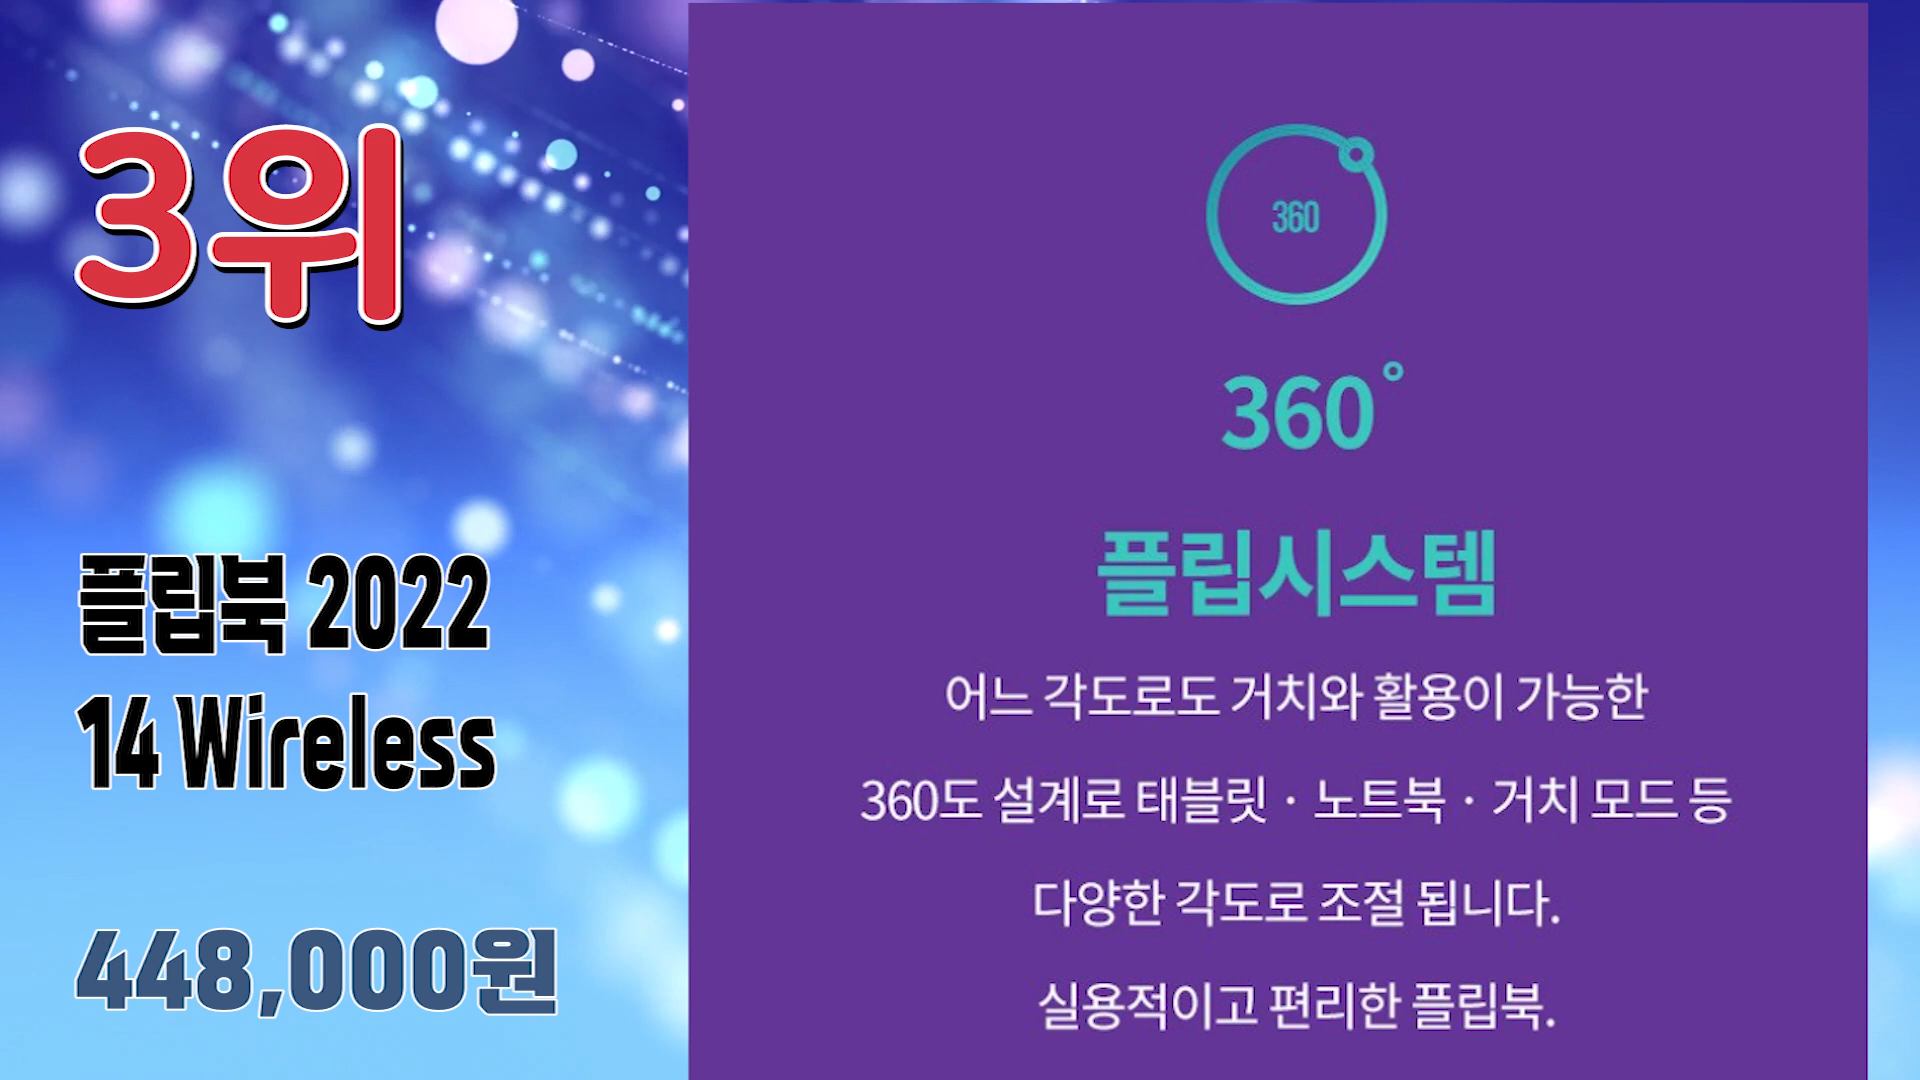 3위
플립북 2022
14 Wireless
448,000원
360
360°
플립시스템
어느 각도로도 거치와 활용이 가능한
360도 설계로 태블릿 · 노트북 · 거치 모드 등
다양한 각도로 조절 됩니다.
실용적이고 편리한 플립북.